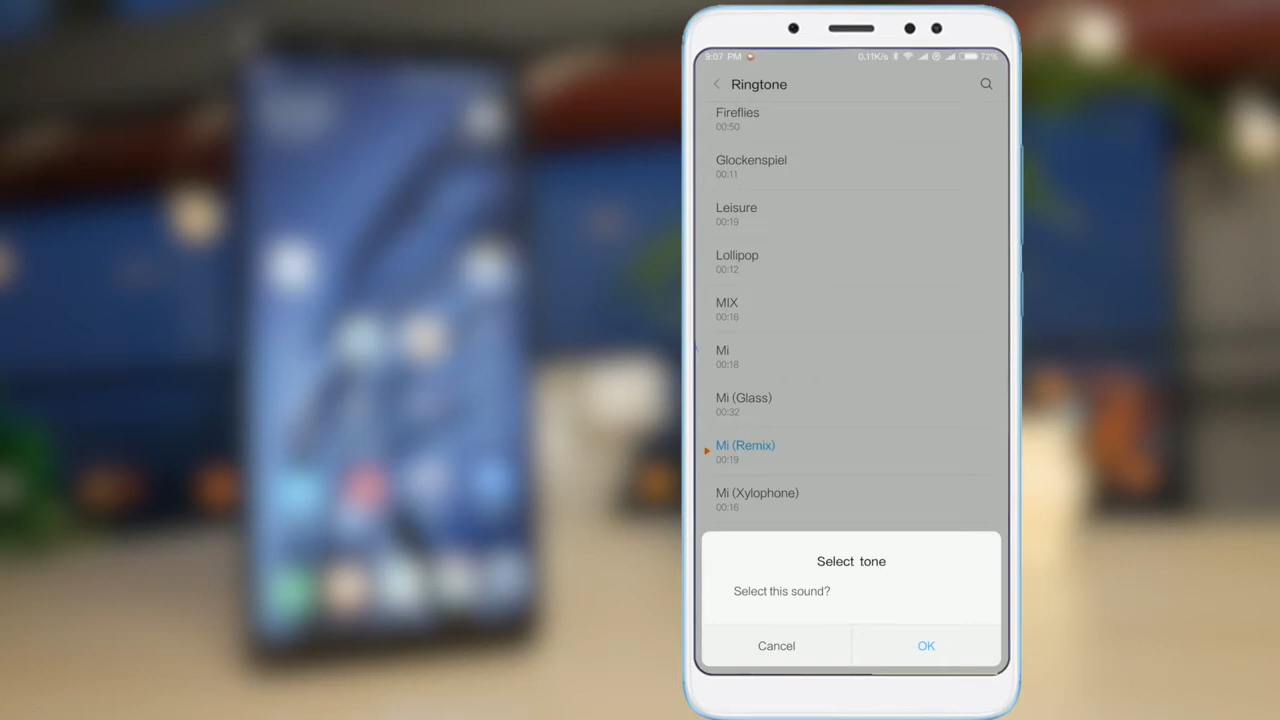 9:07 PM 0.11K/s 72%
Ringtone
Fireflies
00:50
Glockenspiel
00:11
Leisure
00:19
Lollipop
00:12
MIX
00:16
Mi
00:18
Mi (Glass)
00:32
Mi (Remix)
00:19
Mi (Xylophone)
00:16
Select tone
Select this sound?
Cancel OK